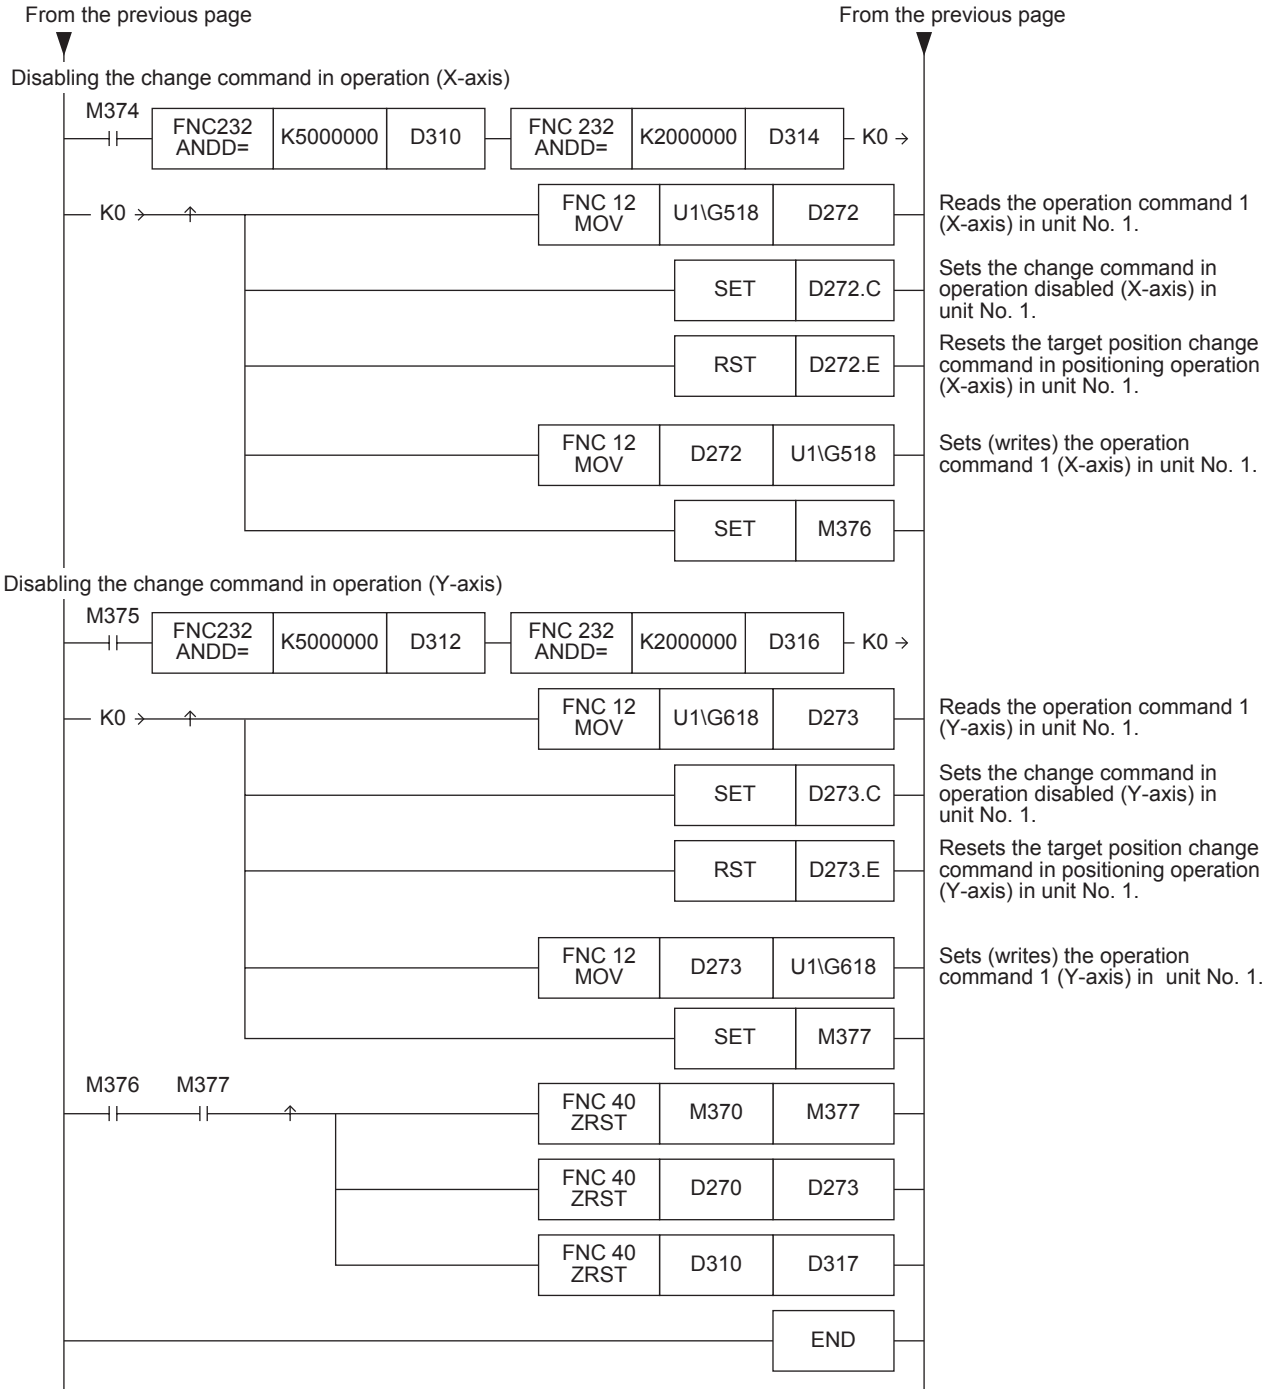 From the previous page
From the previous page
Disabling the change command in operation (X-axis)
M374
FNC232
ANDD=
K5000000
D310
FNC 232
ANDD=
K2000000
D314
K0
K0
FNC 12
MOV
U1\G518
D272
Reads the operation command 1
(X-axis) in unit No. 1.
SET
D272.C
Sets the change command in
operation disabled (X-axis) in
unit No. 1.
RST
D272.E
Resets the target position change
command in positioning operation
(X-axis) in unit No. 1.
FNC 12
MOV
D272
U1\G518
Sets (writes) the operation
command 1 (X-axis) in unit No. 1.
SET
M376
Disabling the change command in operation (Y-axis)
M375
FNC232
ANDD=
K5000000
D312
FNC 232
ANDD=
K2000000
D316
K0
K0
FNC 12
MOV
U1\G618
D273
Reads the operation command 1
(Y-axis) in unit No. 1.
SET
D273.C
Sets the change command in
operation disabled (Y-axis) in
unit No. 1.
RST
D273.E
Resets the target position change
command in positioning operation
(Y-axis) in unit No. 1.
FNC 12
MOV
D273
U1\G618
Sets (writes) the operation
command 1 (Y-axis) in  unit No. 1.
SET
M377
M376
M377
FNC 40
ZRST
M370
M377
FNC 40
ZRST
D270
D273
FNC 40
ZRST
D310
D317
END